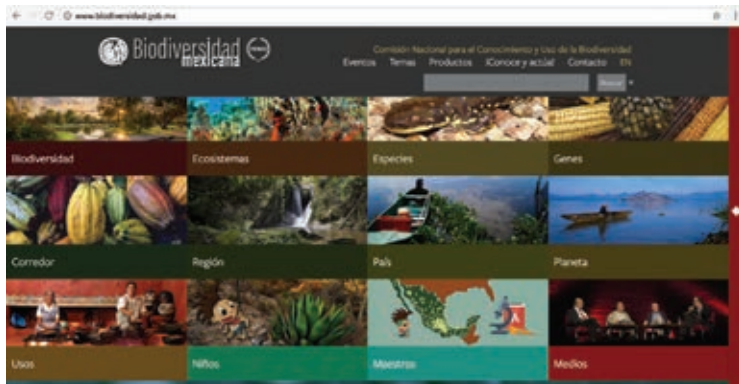 www.biodiversidad.gob.mx
Biodiversidad
mexicana
Comisión Nacional para el Conocimiento y Uso de la Biodiversidad
Eventos Temas Productos ¡Conoce y actúa! Contacto EN
Buscar
Biodiversidad Ecosistemas Especies Genes
Corredor Región País Planeta
Usos Niños Maestros Medios